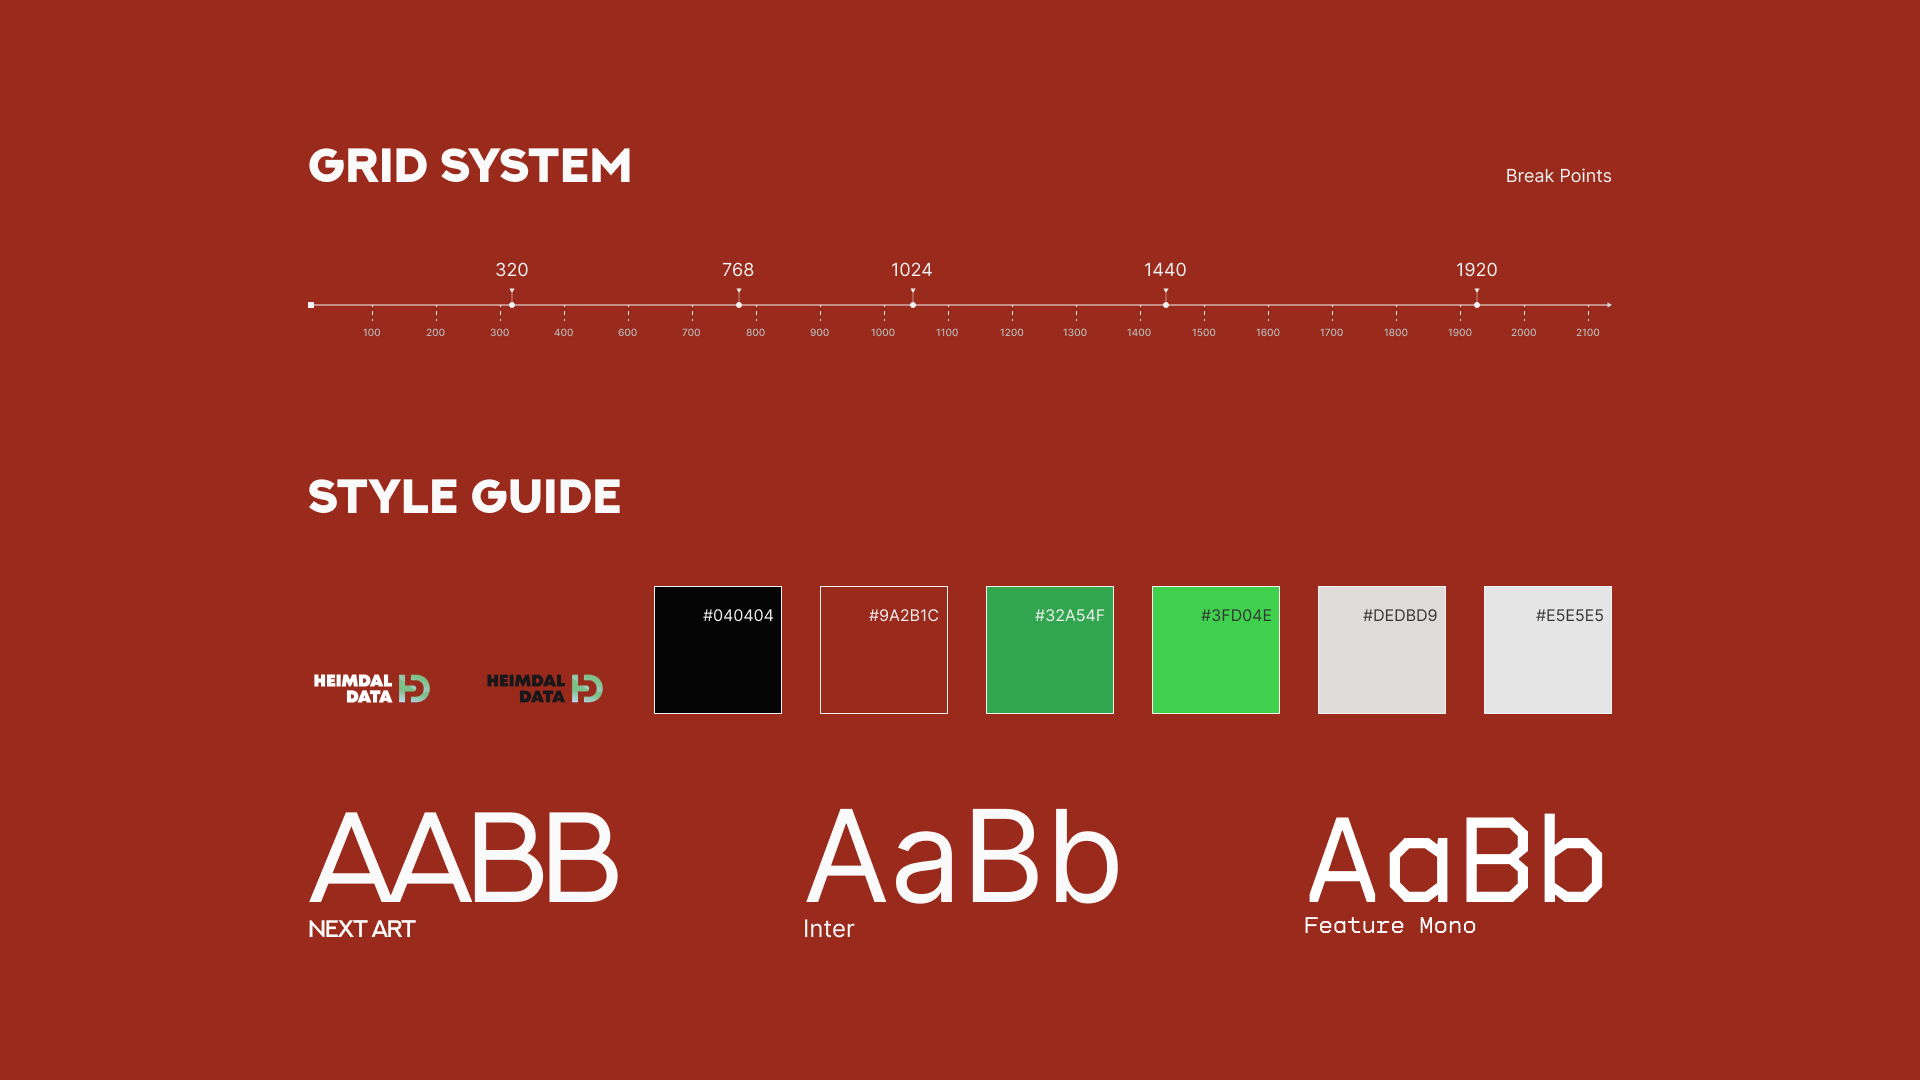 GRID SYSTEM
Break Points
320 768 1024 1440 1920
100 200 300 400 600 700 800 900 1000 1100 1200 1300 1400 1500 1600 1700 1800 1900 2000 2100
STYLE GUIDE
#040404 #9A2B1C #32A54F #3FD04E #DEDBD9 #E5E5E5
HEIMDAL
DATA
HEIMDAL
DATA
AABB
NEXT ART
AaBb
Inter
AaBb
Feature Mono